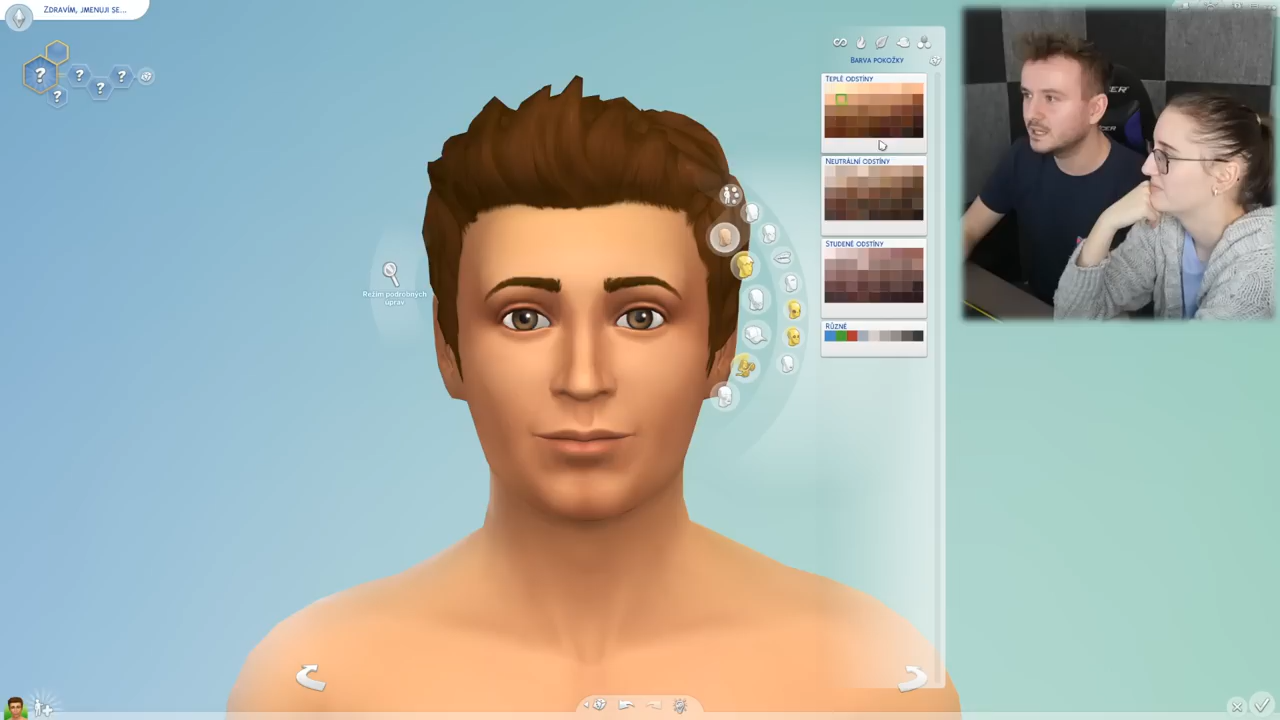 Zdravím, jmenuji se...
?
?
?
?
?
Režim podrobných
úprav
Barva pokožky
Teplé odstíny
Neutrální odstíny
Studené odstíny
Různé